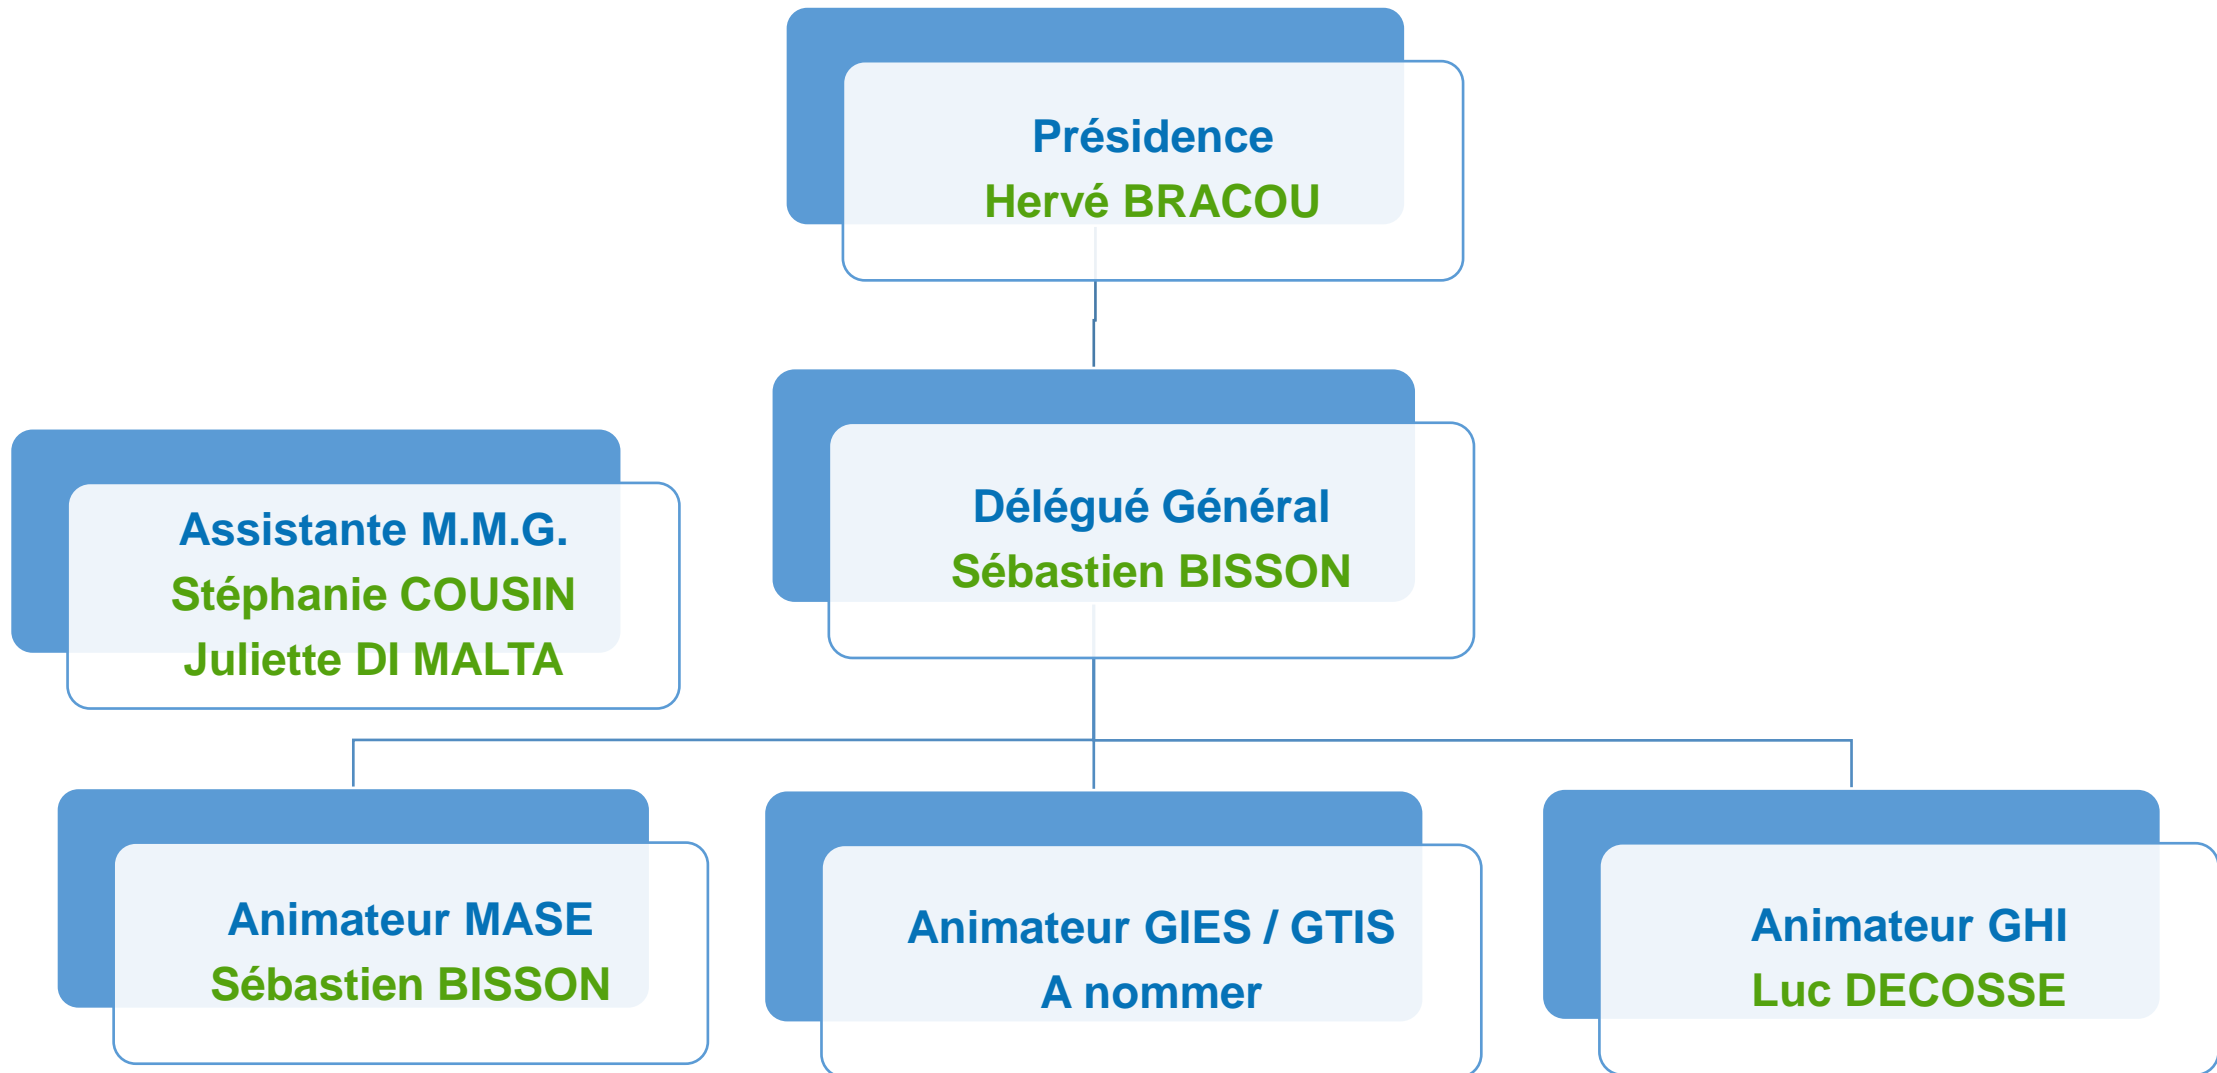 Présidence
Hervé BRACOU
Délégué Général
Sébastien BISSON
Assistante M.M.G.
Stéphanie COUSIN
Juliette DI MALTA
Animateur MASE
Sébastien BISSON
Animateur GIES / GTIS
A nommer
Animateur GHI
Luc DECOSSE